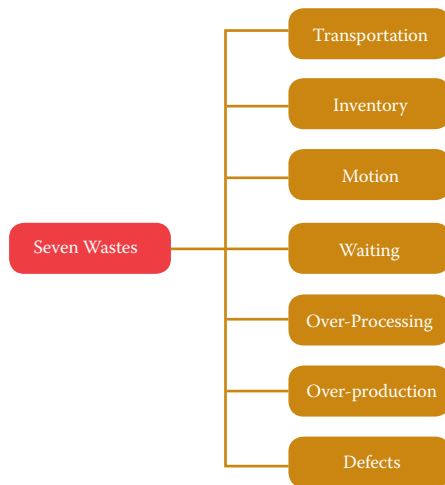 Transportation
Inventory
Motion
Seven Wastes
Waiting
Over-Processing
Over-production
Defects